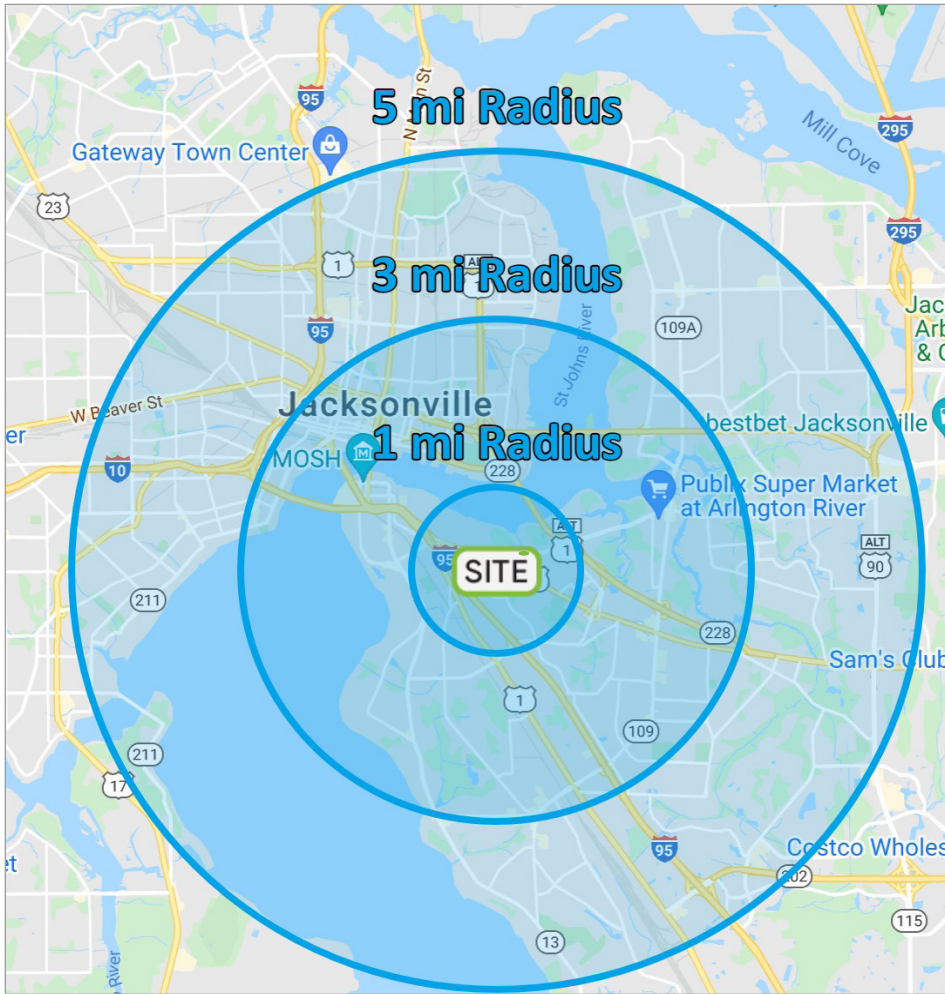 5 mi Radius
95
295
Mill Cove
Gateway Town Center
23
295
1
ALT
3 mi Radius
95
109A
St Johns River
W Beaver St
Jacksonville
bestbet Jacksonville
1 mi Radius
MOSH
228
10
Publix Super Market
at Arlington River
ALT
1
ALT
90
95
SITE
211
228
Sam's Club
1
109
211
17
95
Costco Wholes
202
115
13
River